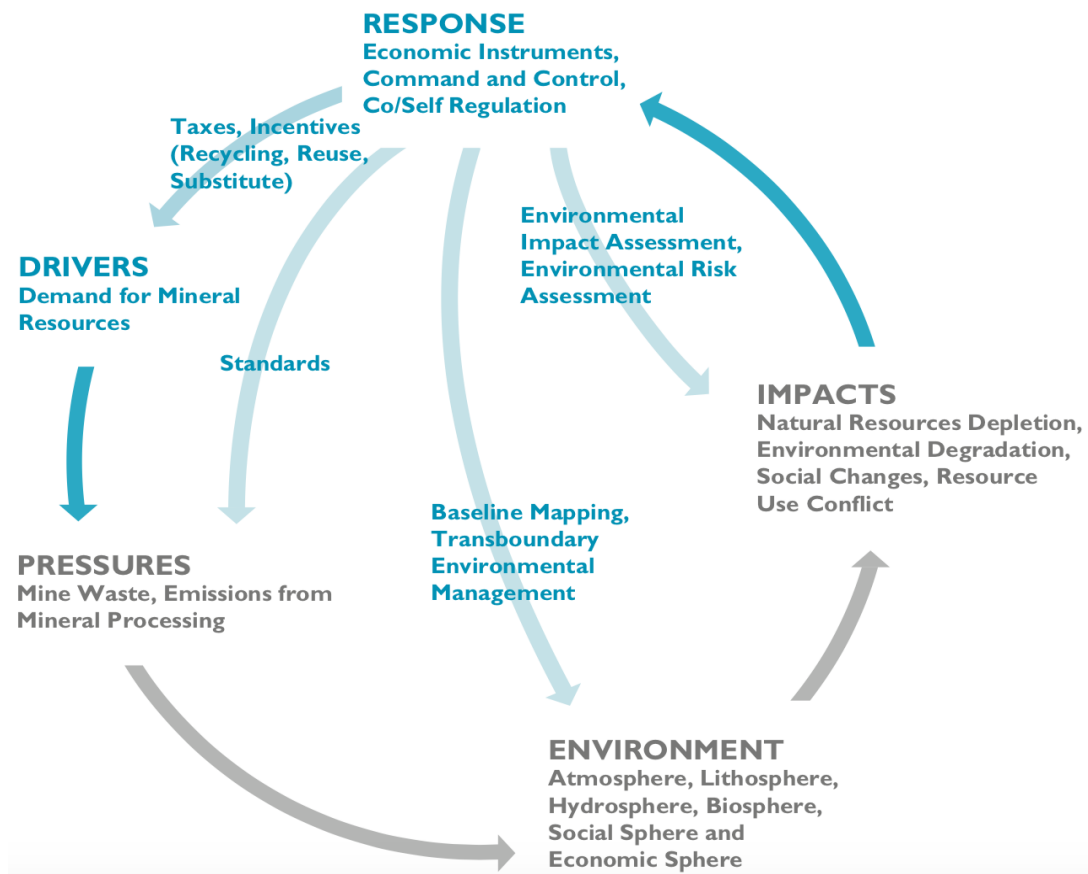 RESPONSE
Economic Instruments,
Command and Control,
Co/Self Regulation
Taxes, Incentives
(Recycling, Reuse,
Substitute)
Environmental
Impact Assessment,
Environmental Risk
Assessment
DRIVERS
Demand for Mineral
Resources
Standards
IMPACTS
Natural Resources Depletion,
Environmental Degradation,
Social Changes, Resource
Use Conflict
Baseline Mapping,
Transboundary
Environmental
Management
PRESSURES
Mine Waste, Emissions from
Mineral Processing
ENVIRONMENT
Atmosphere, Lithosphere,
Hydrosphere, Biosphere,
Social Sphere and
Economic Sphere